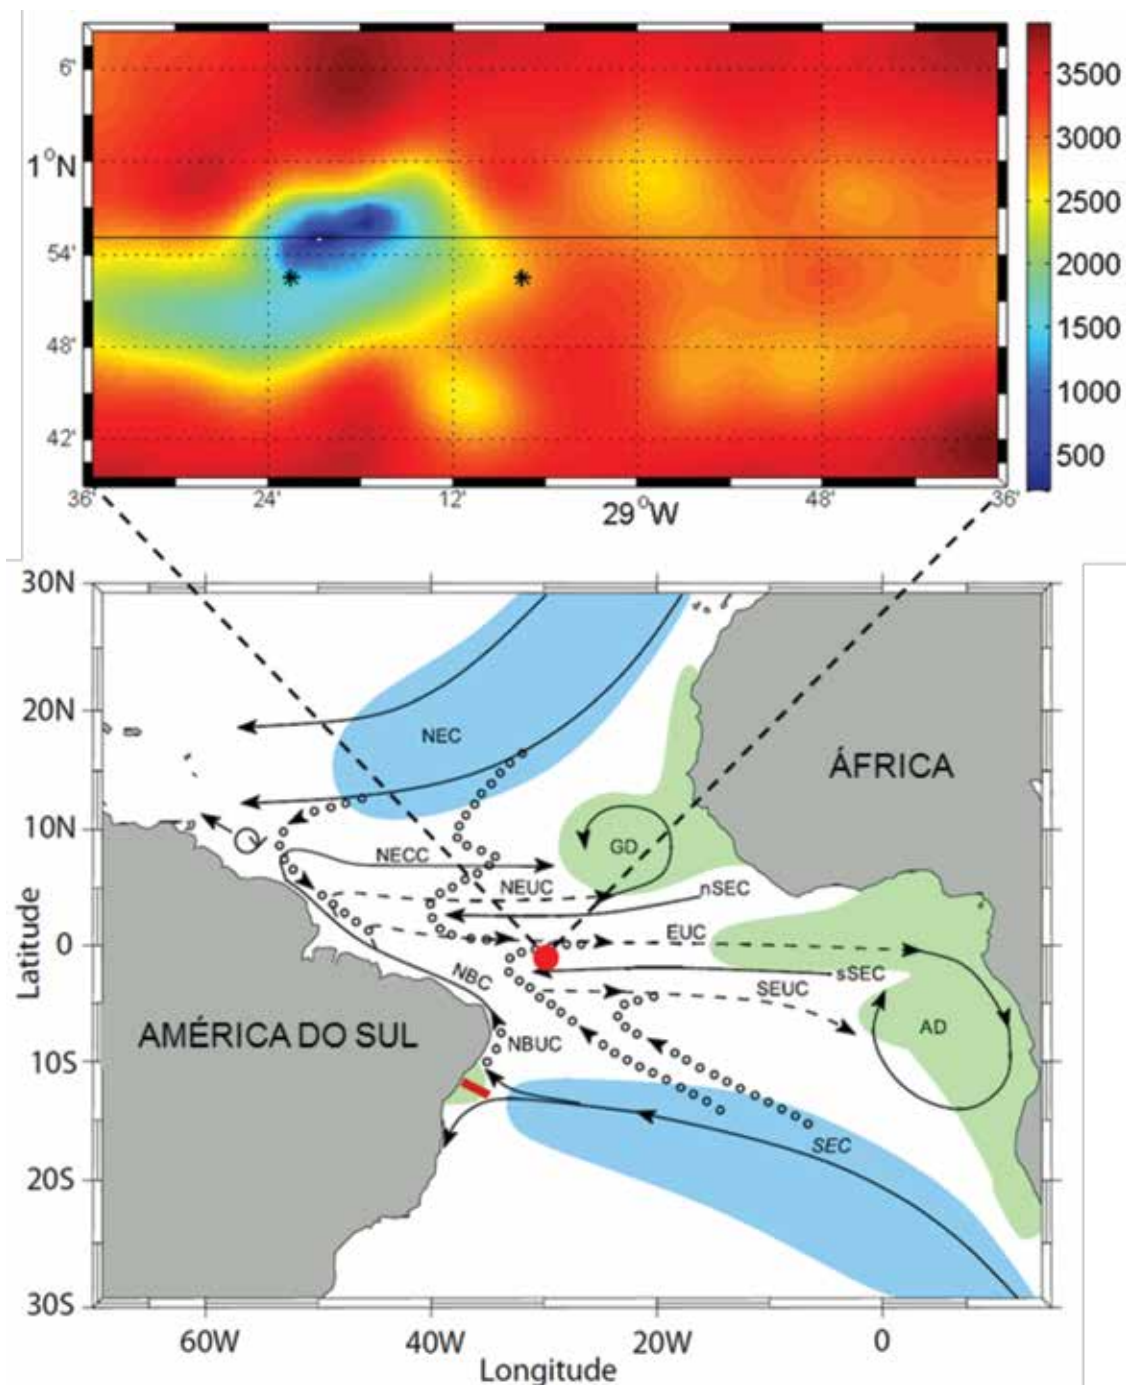 6'
1°N
54'
48'
42'
36'
24'
12'
29°W
48'
36'
3500
3000
2500
2000
1500
1000
500
30N
20N
10N
0
10S
20S
30S
Latitude
NEC
ÁFRICA
GD
NECC
NEUC
nSEC
EUC
sSEC
NBC
SEUC
AMÉRICA DO SUL
NBUC
AD
SEC
60W
40W
20W
0
Longitude